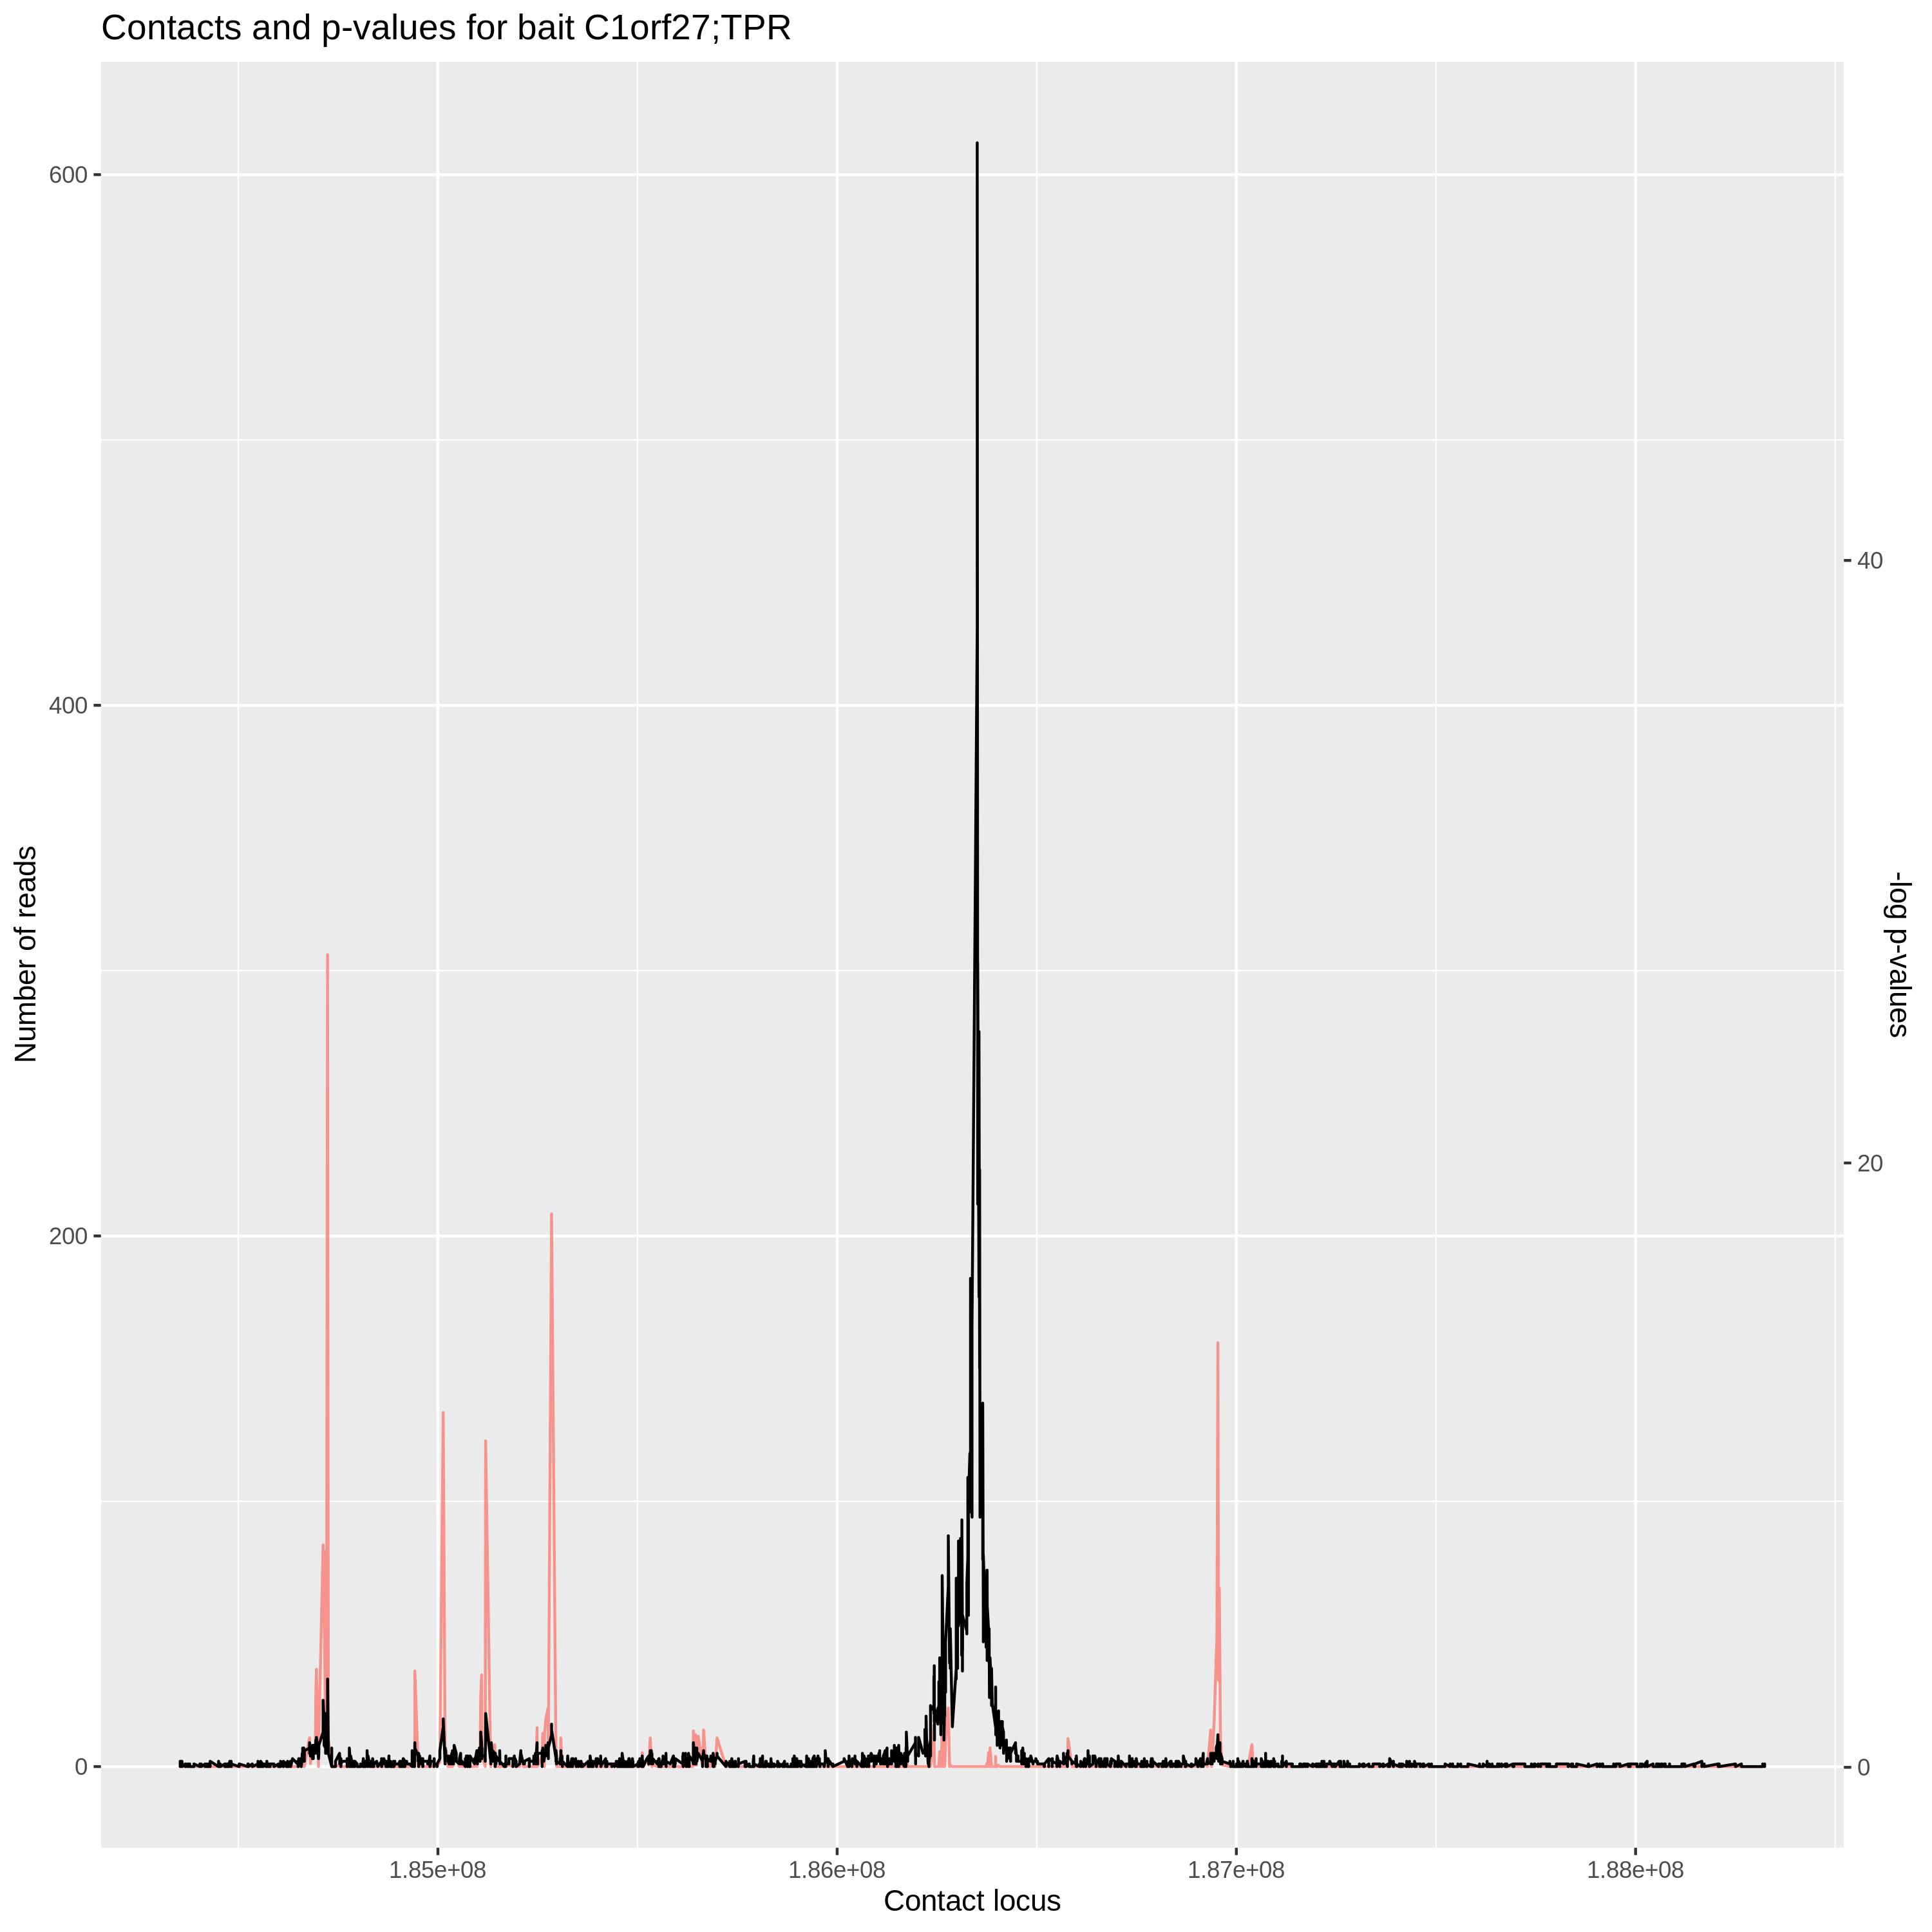 Contacts and p-values for bait C1orf27;TPR
600
400
200
0
Number of reads
40
20
0
-log p-values
1.85e+08
1.86e+08
1.87e+08
1.88e+08
Contact locus